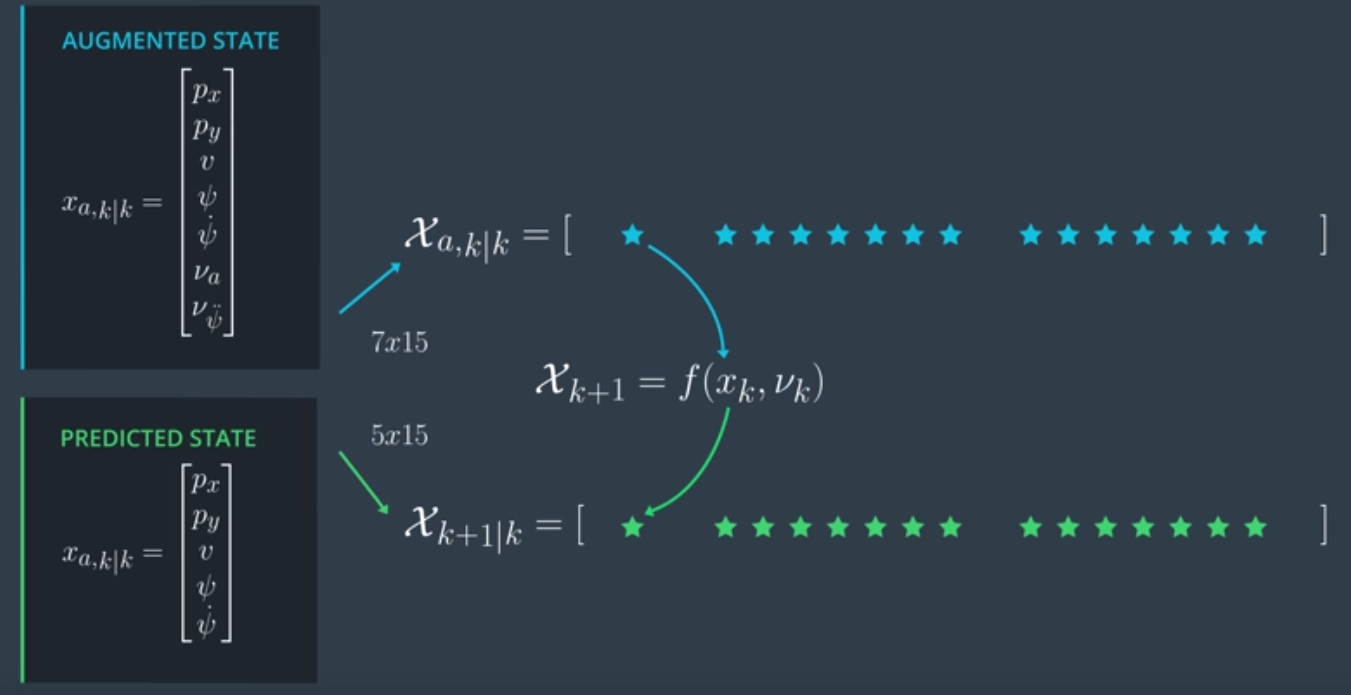 AUGMENTED STATE
x_{a,k|k} = [p_x p_y v ψ ψ̇ ν_a ν_ψ̈]
𝒳_{a,k|k} = [ ★ ★★★★★★★ ★★★★★★★ ]
7x15
𝒳_{k+1} = f(x_k, ν_k)
5x15
PREDICTED STATE
x_{a,k|k} = [p_x p_y v ψ ψ̇]
𝒳_{k+1|k} = [ ★ ★★★★★★★ ★★★★★★★ ]